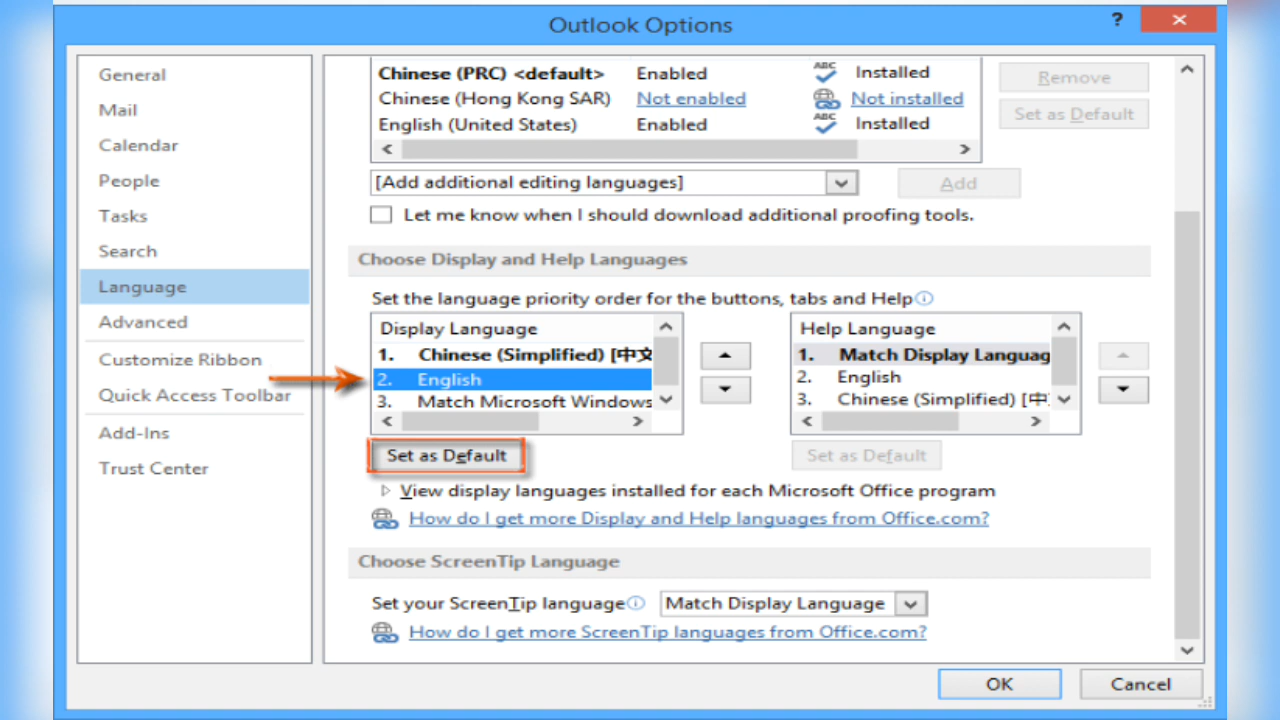 Outlook Options
?
General
Mail
Calendar
People
Tasks
Search
Language
Advanced
Customize Ribbon
Quick Access Toolbar
Add-Ins
Trust Center
Chinese (PRC) <default> Enabled ABC Installed
Chinese (Hong Kong SAR) Not enabled Not installed
English (United States) Enabled ABC Installed
Remove
Set as Default
[Add additional editing languages] Add
Let me know when I should download additional proofing tools.
Choose Display and Help Languages
Set the language priority order for the buttons, tabs and Help
Display Language
1. Chinese (Simplified) [中文
2. English
3. Match Microsoft Windows
Set as Default
Help Language
1. Match Display Languag
2. English
3. Chinese (Simplified) [中
Set as Default
View display languages installed for each Microsoft Office program
How do I get more Display and Help languages from Office.com?
Choose ScreenTip Language
Set your ScreenTip language Match Display Language
How do I get more ScreenTip languages from Office.com?
OK Cancel